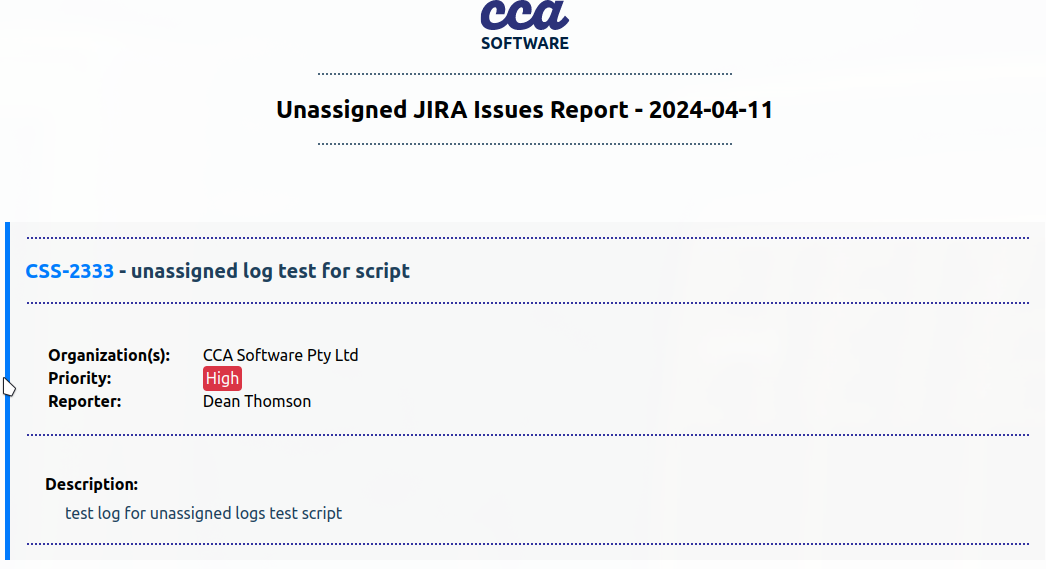 cca
SOFTWARE
Unassigned JIRA Issues Report - 2024-04-11
CSS-2333 - unassigned log test for script
Organization(s): CCA Software Pty Ltd
Priority: High
Reporter: Dean Thomson
Description:
test log for unassigned logs test script